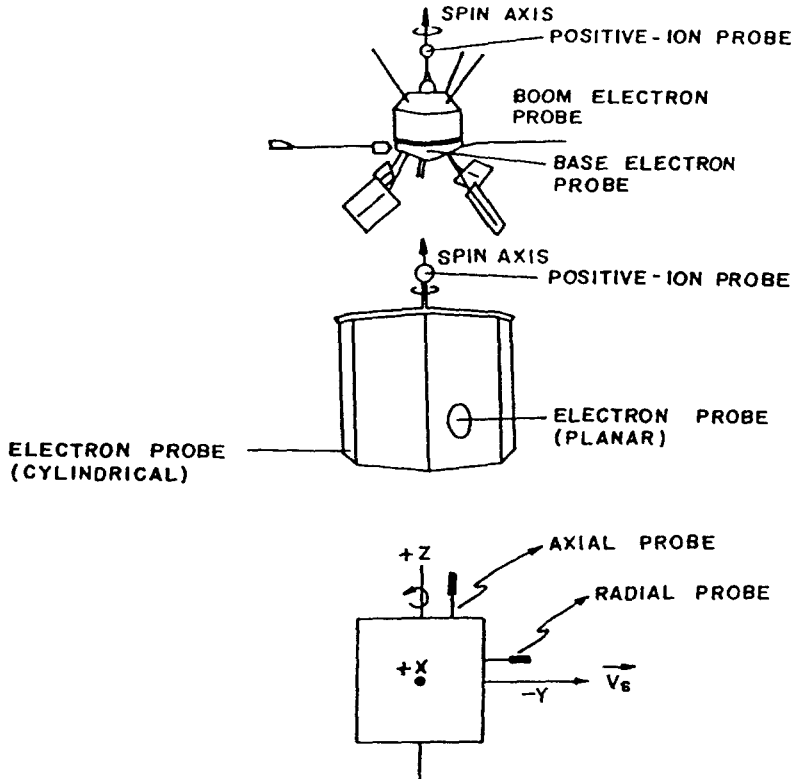 SPIN AXIS
POSITIVE-ION PROBE
BOOM ELECTRON
PROBE
BASE ELECTRON
PROBE
SPIN AXIS
POSITIVE-ION PROBE
ELECTRON PROBE
(PLANAR)
ELECTRON PROBE
(CYLINDRICAL)
+Z
AXIAL PROBE
RADIAL PROBE
+X
-Y
Vs